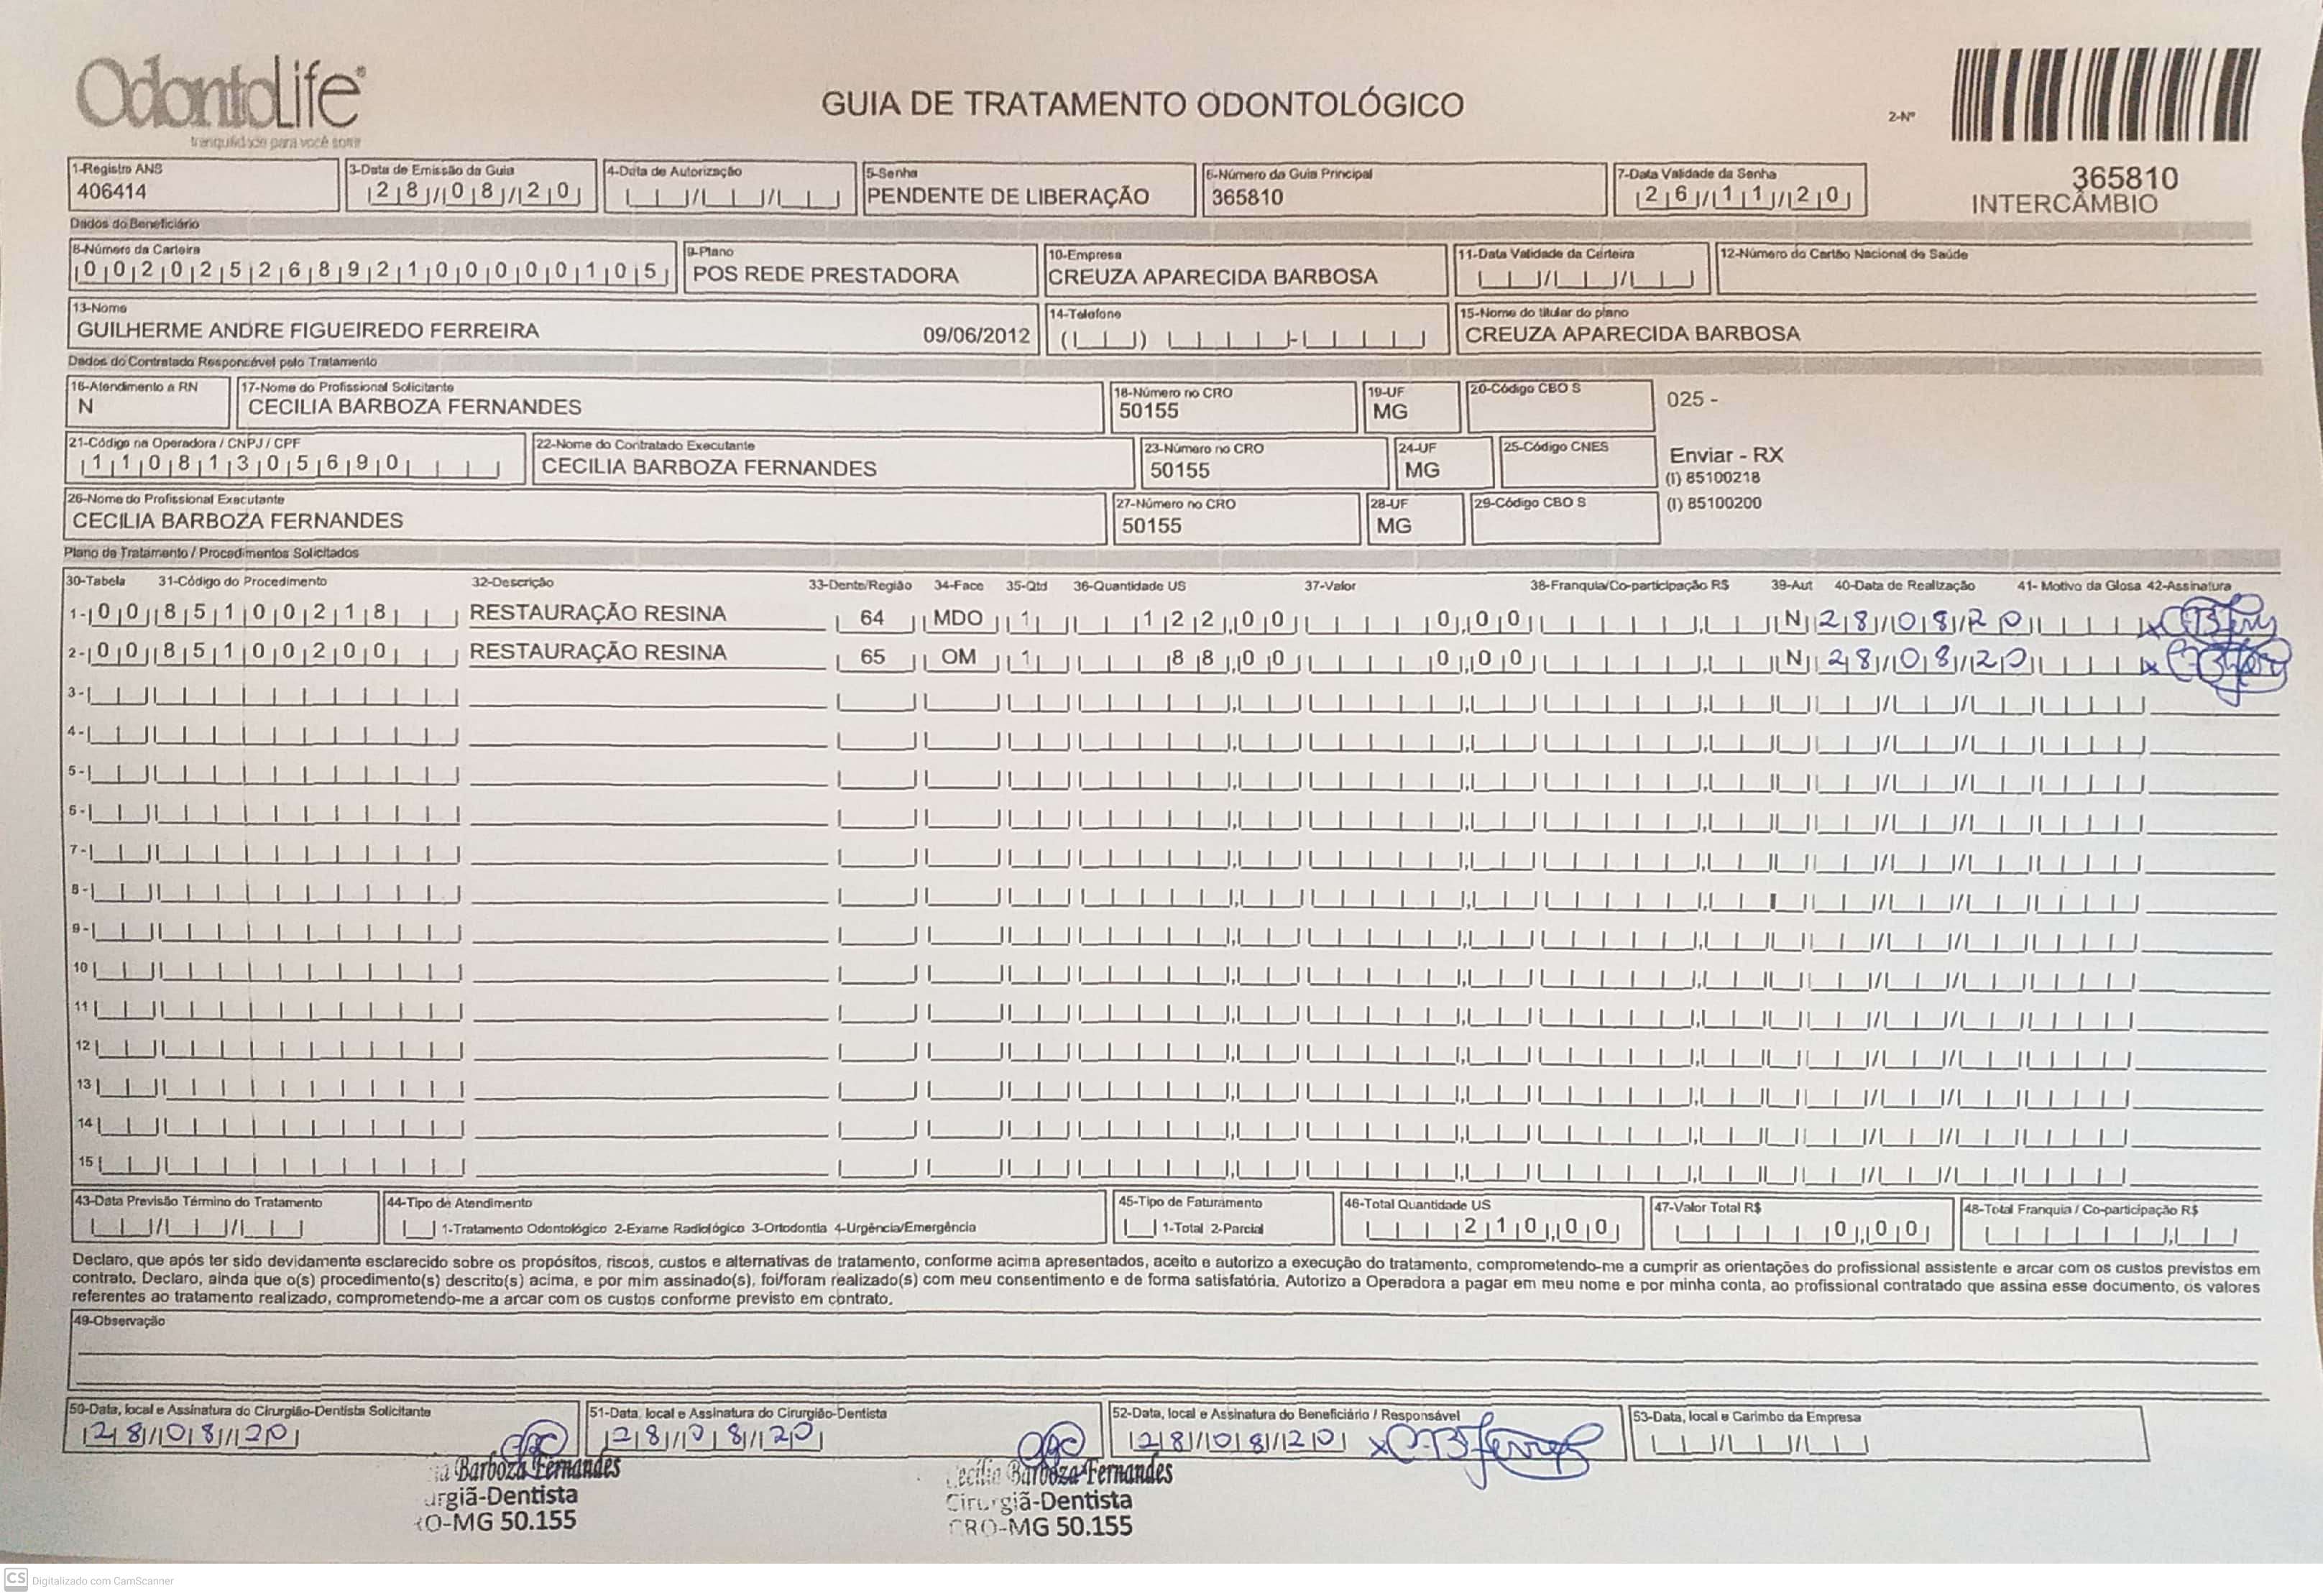 OdontoLife®
tranquilidade para você sorrir
GUIA DE TRATAMENTO ODONTOLÓGICO
2-Nº
365810
INTERCÂMBIO
1-Registro ANS
406414
3-Data de Emissão da Guia
28/08/20
4-Data de Autorização
5-Senha
PENDENTE DE LIBERAÇÃO
6-Número da Guia Principal
365810
7-Data Validade da Senha
26/11/20
Dados do Beneficiário
8-Número da Carteira
00202526892100000105
9-Plano
POS REDE PRESTADORA
10-Empresa
CREUZA APARECIDA BARBOSA
11-Data Validade da Carteira
12-Número do Cartão Nacional de Saúde
13-Nome
GUILHERME ANDRE FIGUEIREDO FERREIRA 09/06/2012
14-Telefone
15-Nome do titular do plano
CREUZA APARECIDA BARBOSA
Dados do Contratado Responsável pelo Tratamento
16-Atendimento a RN
N
17-Nome do Profissional Solicitante
CECILIA BARBOZA FERNANDES
18-Número no CRO
50155
19-UF
MG
20-Código CBO S
025 -
21-Código na Operadora / CNPJ / CPF
11081305690
22-Nome do Contratado Executante
CECILIA BARBOZA FERNANDES
23-Número no CRO
50155
24-UF
MG
25-Código CNES
Enviar - RX
(I) 85100218
(I) 85100200
26-Nome do Profissional Executante
CECILIA BARBOZA FERNANDES
27-Número no CRO
50155
28-UF
MG
29-Código CBO S
Plano de Tratamento / Procedimentos Solicitados
30-Tabela 31-Código do Procedimento 32-Descrição 33-Dente/Região 34-Face 35-Qtd 36-Quantidade US 37-Valor 38-Franquia/Co-participação R$ 39-Aut 40-Data de Realização 41- Motivo da Glosa 42-Assinatura
1- 00 85100218 RESTAURAÇÃO RESINA 64 MDO 1 122,00 0,00 N 28/08/20
2- 00 85100200 RESTAURAÇÃO RESINA 65 OM 1 88,00 0,00 N 28/08/20
3-
4-
5-
6-
7-
8-
9-
10
11
12
13
14
15
43-Data Previsão Término do Tratamento
44-Tipo de Atendimento
1-Tratamento Odontológico 2-Exame Radiológico 3-Ortodontia 4-Urgência/Emergência
45-Tipo de Faturamento
1-Total 2-Parcial
46-Total Quantidade US
210,00
47-Valor Total R$
0,00
48-Total Franquia / Co-participação R$
Declaro, que após ter sido devidamente esclarecido sobre os propósitos, riscos, custos e alternativas de tratamento, conforme acima apresentados, aceito e autorizo a execução do tratamento, comprometendo-me a cumprir as orientações do profissional assistente e arcar com os custos previstos em
contrato. Declaro, ainda que o(s) procedimento(s) descrito(s) acima, e por mim assinado(s), foi/foram realizado(s) com meu consentimento e de forma satisfatória. Autorizo a Operadora a pagar em meu nome e por minha conta, ao profissional contratado que assina esse documento, os valores
referentes ao tratamento realizado, comprometendo-me a arcar com os custos conforme previsto em contrato.
49-Observação
50-Data, local e Assinatura do Cirurgião-Dentista Solicitante
28/08/20
51-Data, local e Assinatura do Cirurgião-Dentista
28/08/20
52-Data, local e Assinatura do Beneficiário / Responsável
28/08/20
53-Data, local e Carimbo da Empresa
ia Barboza Fernandes
urgiã-Dentista
RO-MG 50.155
Cecília Barboza Fernandes
Cirurgiã-Dentista
CRO-MG 50.155
CS Digitalizado com CamScanner